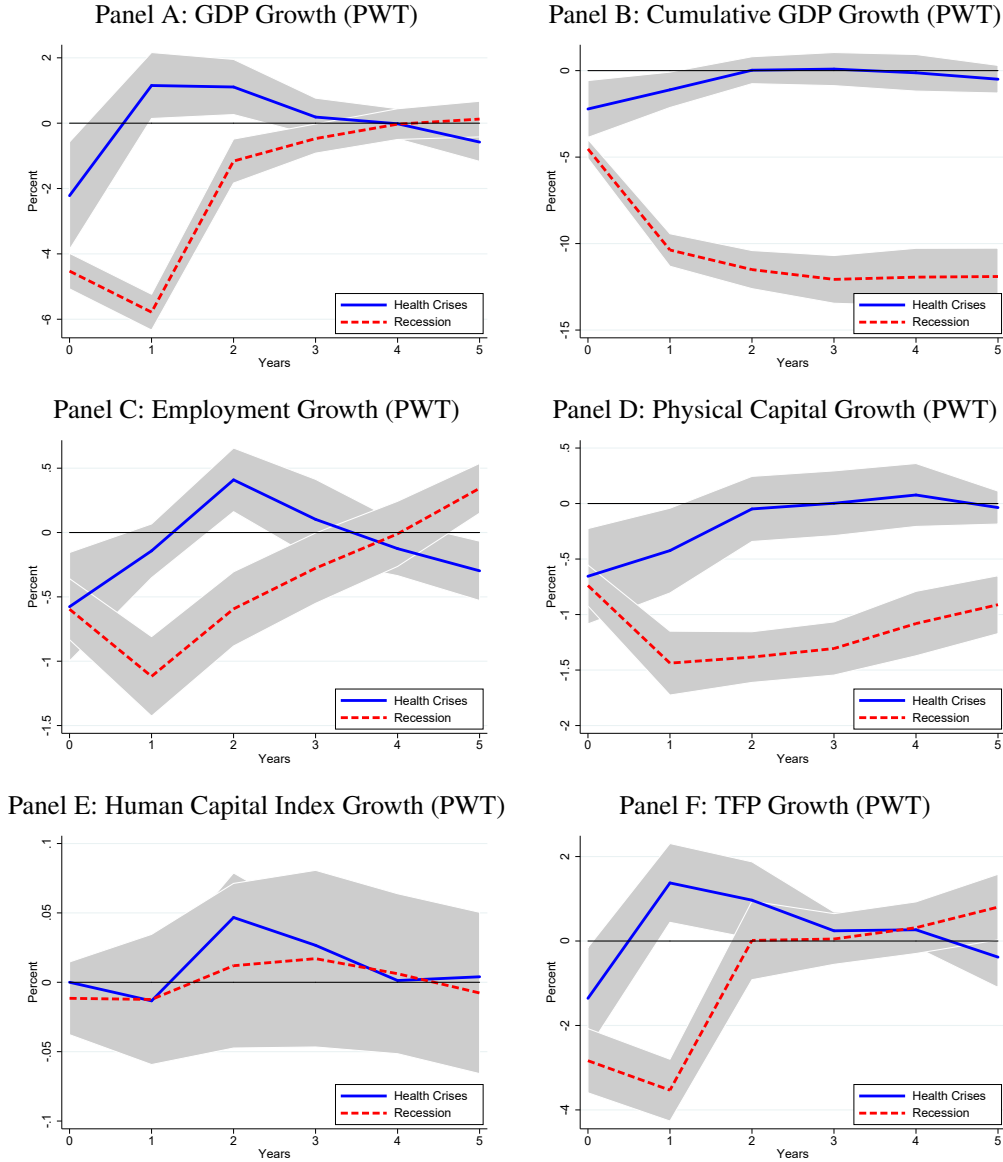 Panel A: GDP Growth (PWT)
Percent
2
0
-2
-4
-6
Health Crises
Recession
0 1 2 3 4 5
Years
Panel B: Cumulative GDP Growth (PWT)
Percent
0
-5
-10
-15
Health Crises
Recession
0 1 2 3 4 5
Years
Panel C: Employment Growth (PWT)
Percent
.5
0
-.5
-1
-1.5
Health Crises
Recession
0 1 2 3 4 5
Years
Panel D: Physical Capital Growth (PWT)
Percent
.5
0
-.5
-1
-1.5
-2
Health Crises
Recession
0 1 2 3 4 5
Years
Panel E: Human Capital Index Growth (PWT)
Percent
.1
.05
0
-.05
-.1
Health Crises
Recession
0 1 2 3 4 5
Years
Panel F: TFP Growth (PWT)
Percent
2
0
-2
-4
Health Crises
Recession
0 1 2 3 4 5
Years